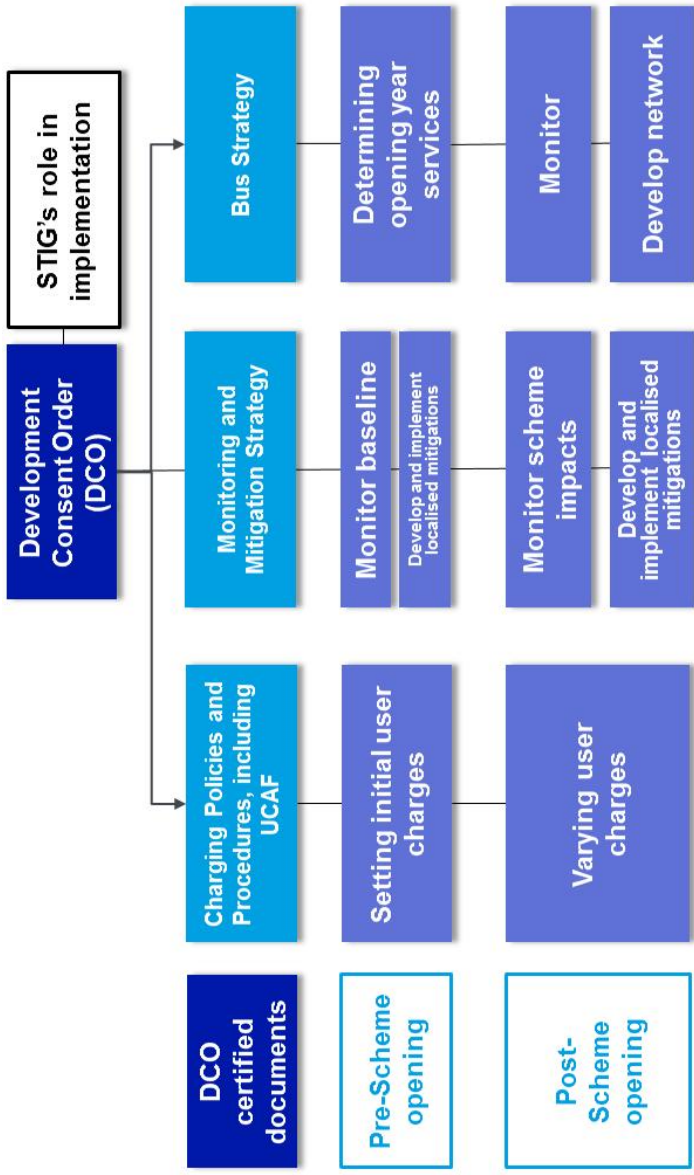 Development
Consent Order
(DCO)
STIG's role in
implementation
DCO
certified
documents
Charging Policies and
Procedures, including
UCAF
Monitoring and
Mitigation Strategy
Bus Strategy
Pre-Scheme
opening
Setting initial user
charges
Monitor baseline
Develop and implement
localised mitigations
Determining
opening year
services
Post-
Scheme
opening
Varying user
charges
Monitor scheme
impacts
Develop and
implement localised
mitigations
Monitor
Develop network